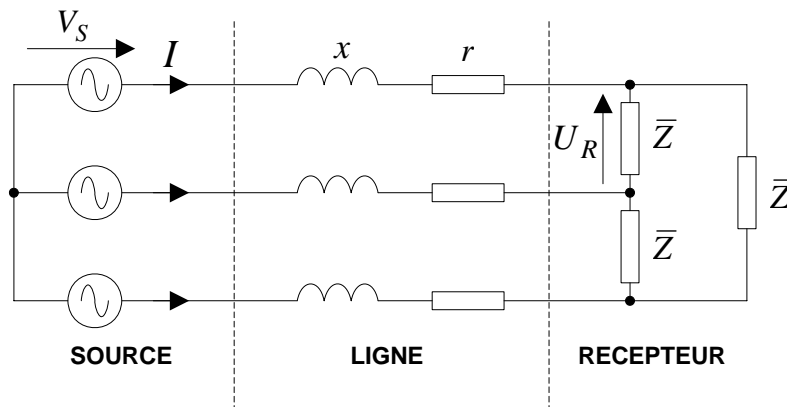 V_S
I
x
r
U_R
Z̅
Z̅
Z̅
SOURCE
LIGNE
RECEPTEUR